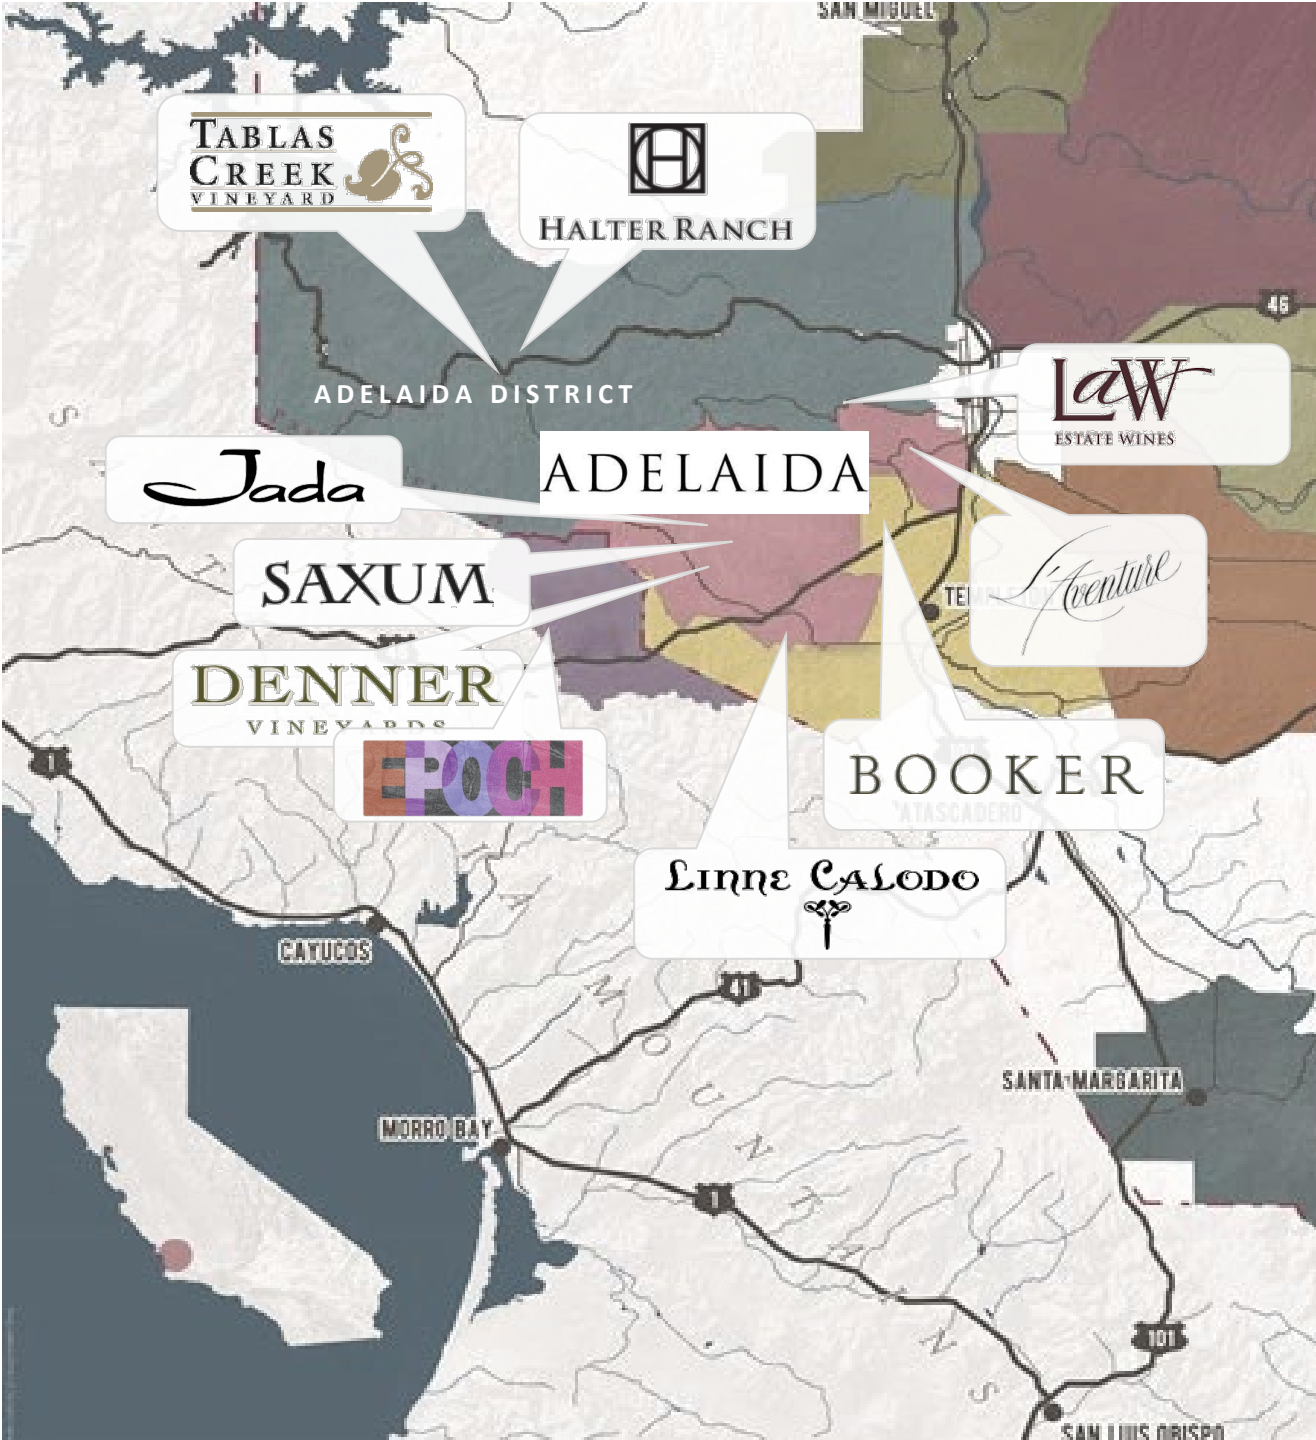 SAN MIGUEL
TABLAS
CREEK
VINEYARD
HALTER RANCH
46
LaW
ESTATE WINES
ADELAIDA DISTRICT
S
Jada
ADELAIDA
SAXUM
T
L'Aventure
DENNER
VINEYARDS
EPOCH
1
BOOKER
ATASCADERO
LINNE CALODO
A
CAYUCOS
41
M
O
SANTA MARGARITA
U
MORRO BAY
N
1
T
A
I
N
101
S
SAN LUIS OBISPO